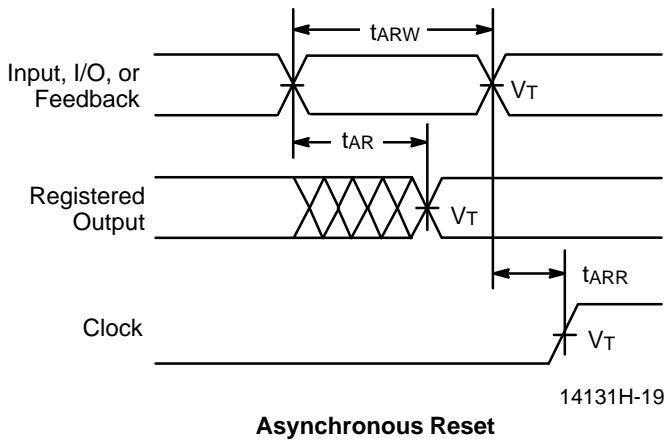 tARW
Input, I/O, or
Feedback
VT
tAR
Registered
Output
VT
tARR
Clock
VT
14131H-19
Asynchronous Reset